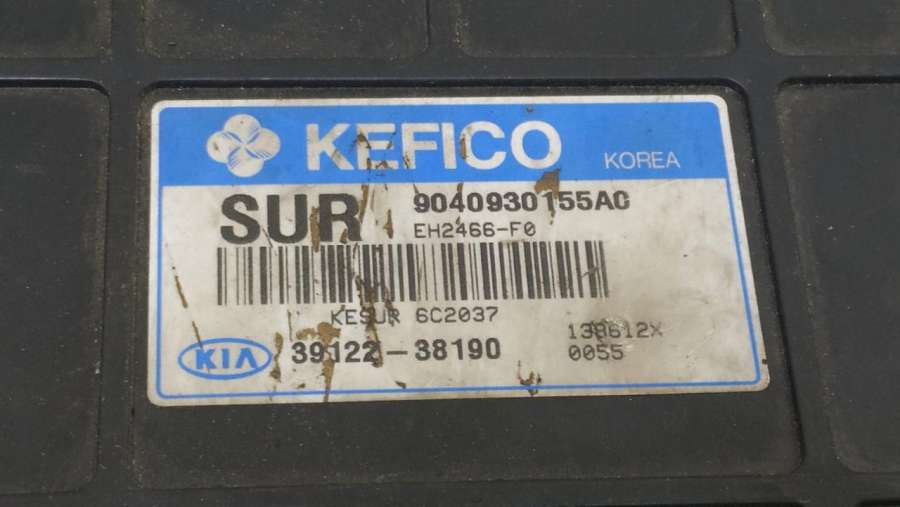 KEFICO KOREA
SUR 9040930155AC
EH2466-F0
KESUR 6C2037
138612X
KIA 39122-38190 0055